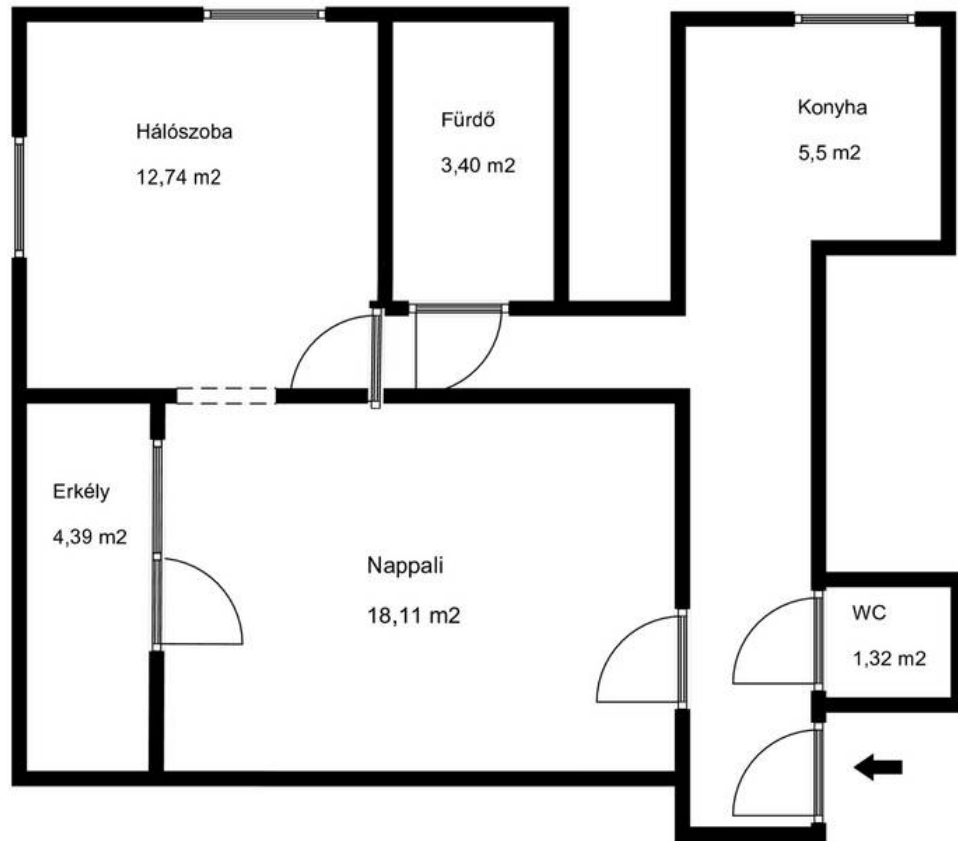 Hálószoba
12,74 m2
Fürdő
3,40 m2
Konyha
5,5 m2
Erkély
4,39 m2
Nappali
18,11 m2
WC
1,32 m2